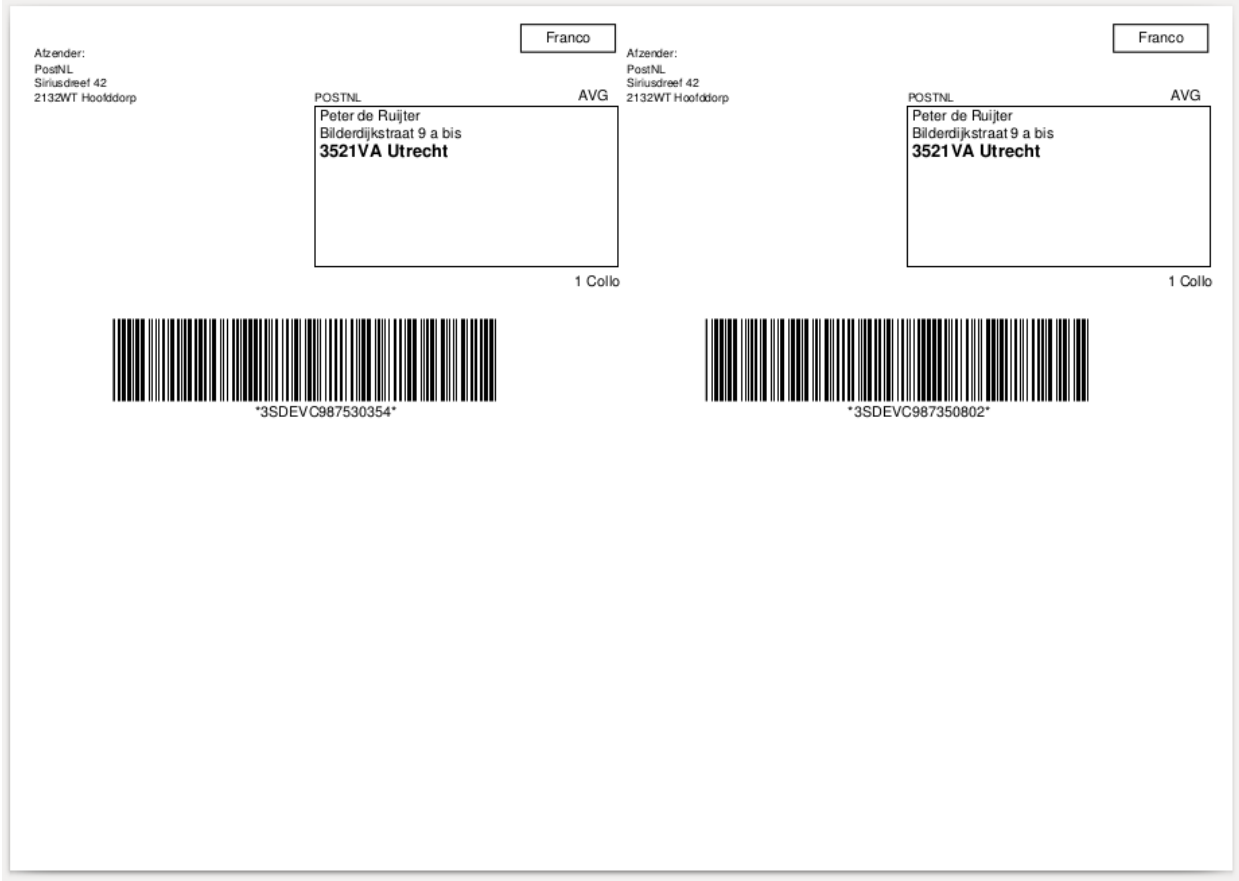 Franco
Afzender:
PostNL
Siriusdreef 42
2132WT Hoofddorp
POSTNL
AVG
Peter de Ruijter
Bilderdijkstraat 9 a bis
3521VA Utrecht
1 Collo
*3SDEVC987530354*
Franco
Afzender:
PostNL
Siriusdreef 42
2132WT Hoofddorp
POSTNL
AVG
Peter de Ruijter
Bilderdijkstraat 9 a bis
3521VA Utrecht
1 Collo
*3SDEVC987350802*